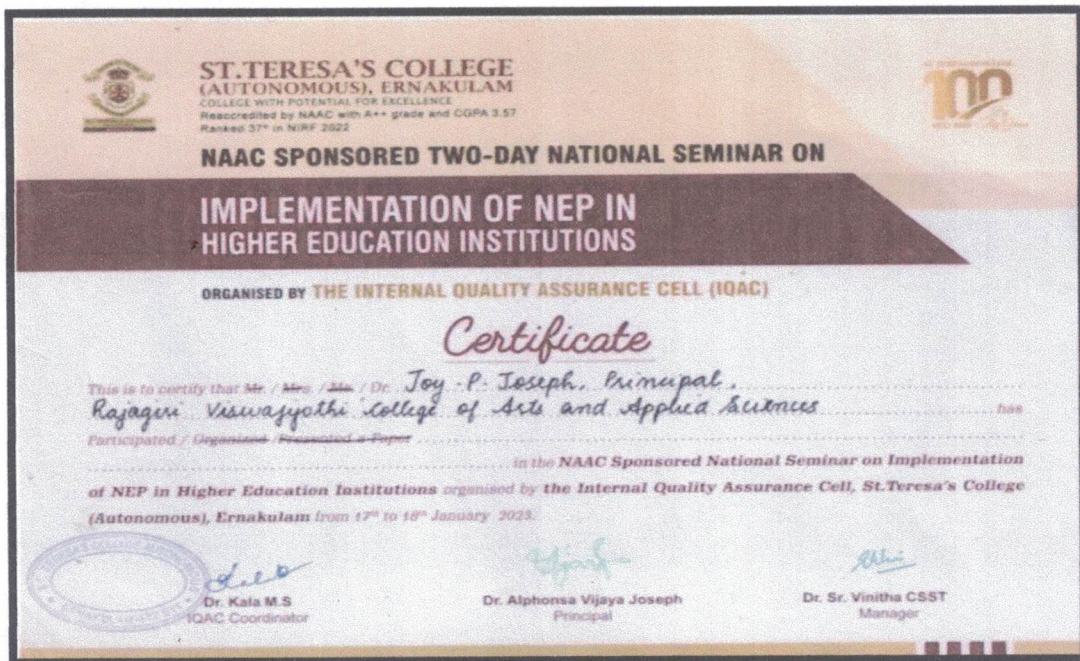 ST.TERESA'S COLLEGE
(AUTONOMOUS), ERNAKULAM
COLLEGE WITH POTENTIAL FOR EXCELLENCE
Reaccredited by NAAC with A++ grade and CGPA 3.57
Ranked 37th in NIRF 2022
100
NAAC SPONSORED TWO-DAY NATIONAL SEMINAR ON
IMPLEMENTATION OF NEP IN
HIGHER EDUCATION INSTITUTIONS
ORGANISED BY THE INTERNAL QUALITY ASSURANCE CELL (IQAC)
Certificate
This is to certify that Mr. / Mrs. / Ms. / Dr. Joy P. Joseph, Principal,
Rajagiri Viswajyothi College of Arts and Applied Sciences has
Participated / Organized / Presented a Paper
in the NAAC Sponsored National Seminar on Implementation
of NEP in Higher Education Institutions organised by the Internal Quality Assurance Cell, St.Teresa's College
(Autonomous), Ernakulam from 17th to 18th January 2023.
Dr. Kala M.S
IQAC Coordinator
Dr. Alphonsa Vijaya Joseph
Principal
Dr. Sr. Vinitha CSST
Manager